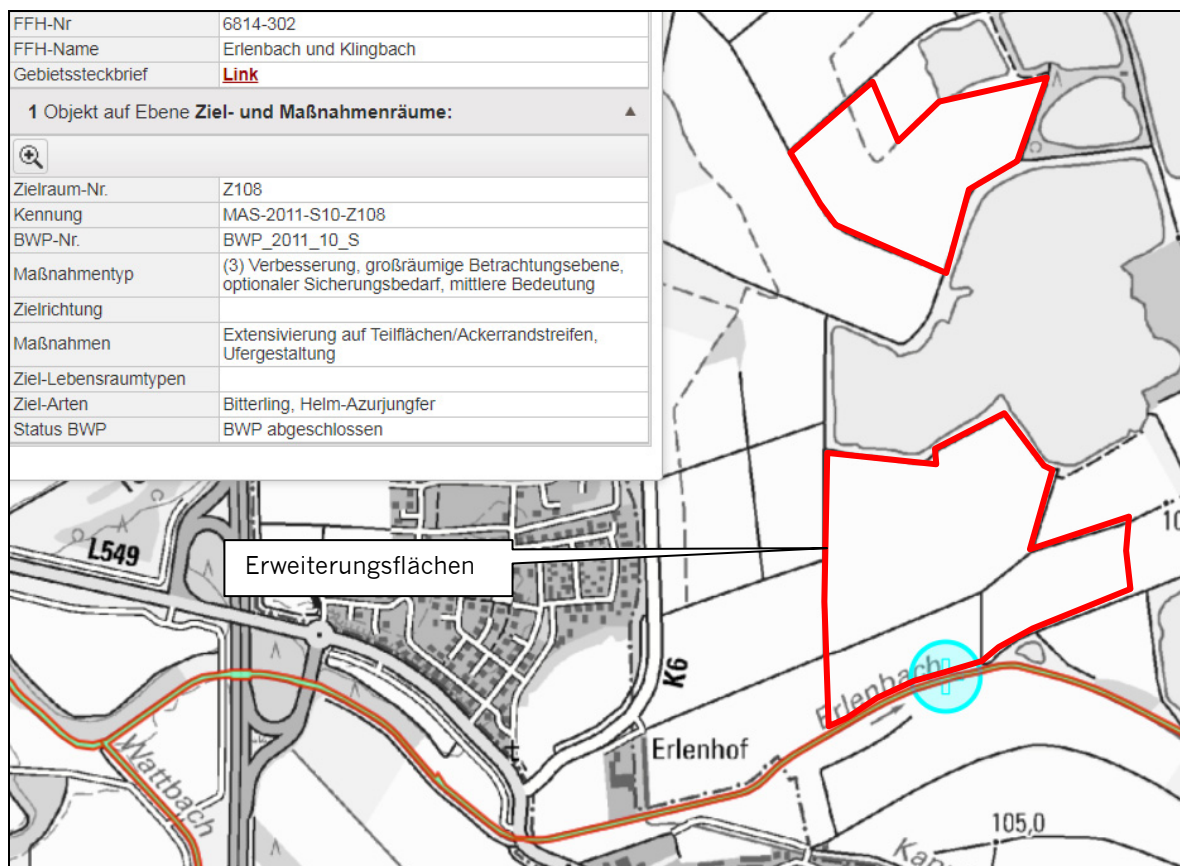 FFH-Nr 6814-302
FFH-Name Erlenbach und Klingbach
Gebietssteckbrief Link
1 Objekt auf Ebene Ziel- und Maßnahmenräume:
Zielraum-Nr. Z108
Kennung MAS-2011-S10-Z108
BWP-Nr. BWP_2011_10_S
Maßnahmentyp (3) Verbesserung, großräumige Betrachtungsebene,
optionaler Sicherungsbedarf, mittlere Bedeutung
Zielrichtung
Maßnahmen Extensivierung auf Teilflächen/Ackerrandstreifen,
Ufergestaltung
Ziel-Lebensraumtypen
Ziel-Arten Bitterling, Helm-Azurjungfer
Status BWP BWP abgeschlossen
L549
Erweiterungsflächen
K6
Erlenbach
Erlenhof
Wattbach
105,0